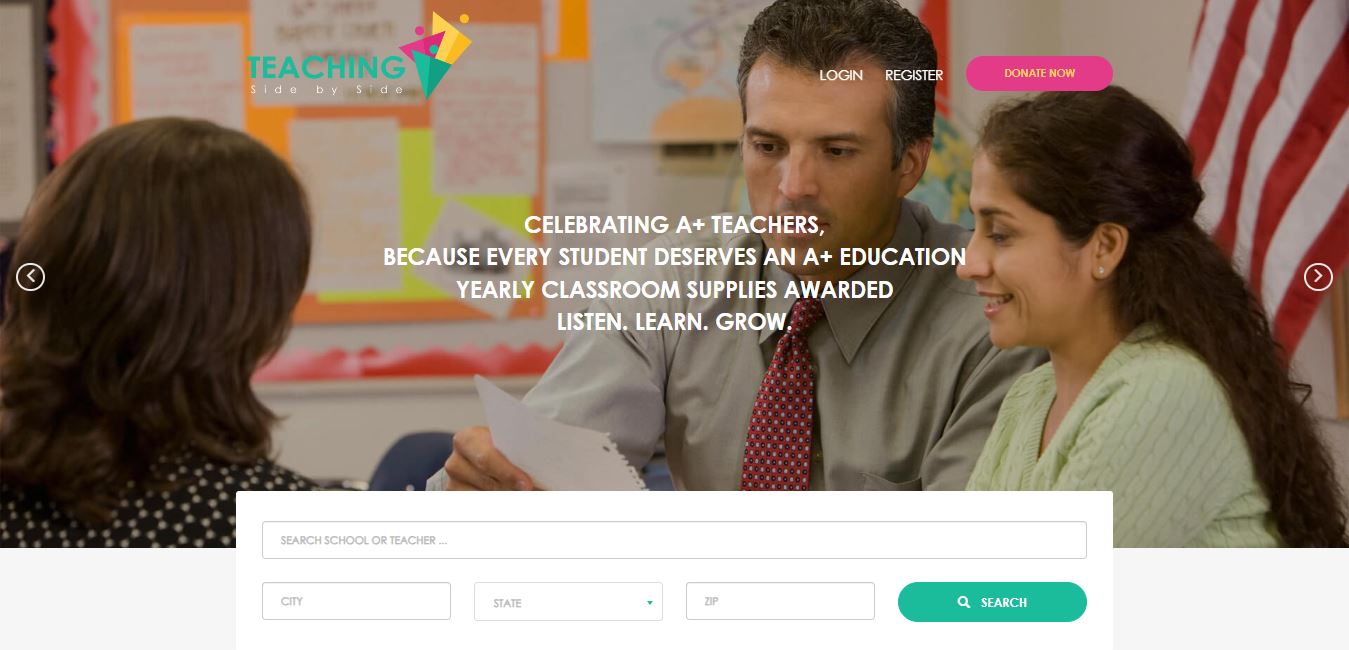 TEACHING
Side by Side
LOGIN
REGISTER
DONATE NOW
CELEBRATING A+ TEACHERS,
BECAUSE EVERY STUDENT DESERVES AN A+ EDUCATION
YEARLY CLASSROOM SUPPLIES AWARDED
LISTEN. LEARN. GROW.
SEARCH SCHOOL OR TEACHER ...
CITY
STATE
ZIP
SEARCH